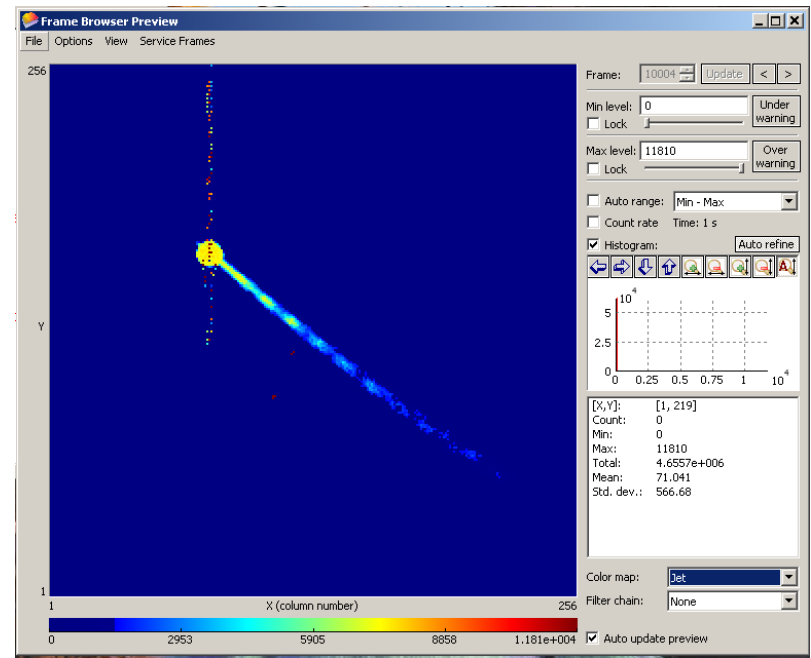 Frame Browser Preview
File Options View Service Frames
256
Y
1
1 X (column number) 256
0 2953 5905 8858 1.181e+004
Frame: 10004 Update < >
Min level: 0 Under warning
Lock
Max level: 11810 Over warning
Lock
Auto range: Min - Max
Count rate Time: 1 s
Histogram: Auto refine
A
10^4
5
2.5
0
0 0.25 0.5 0.75 1 10^4
[X,Y]: [1, 219]
Count: 0
Min: 0
Max: 11810
Total: 4.6557e+006
Mean: 71.041
Std. dev.: 566.68
Color map: Jet
Filter chain: None
Auto update preview